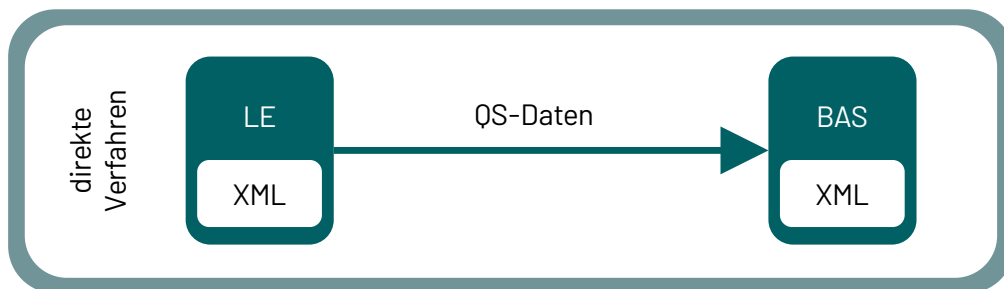 direkte
Verfahren
LE
XML
QS-Daten
BAS
XML